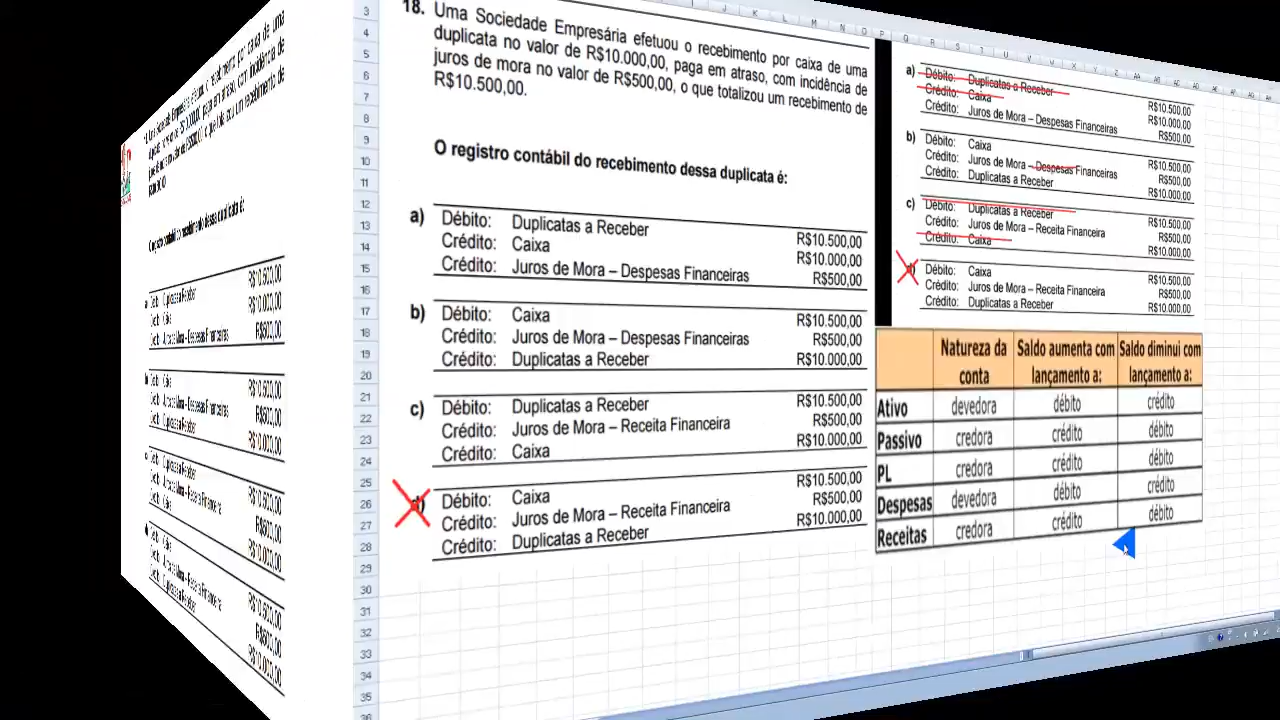 18. Uma Sociedade Empresária efetuou o recebimento por caixa de uma
duplicata no valor de R$10.000,00, paga em atraso, com incidência de
juros de mora no valor de R$500,00, o que totalizou um recebimento de
R$10.500,00.
O registro contábil do recebimento dessa duplicata é:
a) Débito: Duplicatas a Receber R$10.500,00
Crédito: Caixa R$10.000,00
Crédito: Juros de Mora – Despesas Financeiras R$500,00
b) Débito: Caixa R$10.500,00
Crédito: Juros de Mora – Despesas Financeiras R$500,00
Crédito: Duplicatas a Receber R$10.000,00
c) Débito: Duplicatas a Receber R$10.500,00
Crédito: Juros de Mora – Receita Financeira R$500,00
Crédito: Caixa R$10.000,00
d) Débito: Caixa R$10.500,00
Crédito: Juros de Mora – Receita Financeira R$500,00
Crédito: Duplicatas a Receber R$10.000,00
a) Débito: Duplicatas a Receber R$10.500,00
Crédito: Caixa R$10.000,00
Crédito: Juros de Mora – Despesas Financeiras R$500,00
b) Débito: Caixa R$10.500,00
Crédito: Juros de Mora – Despesas Financeiras R$500,00
Crédito: Duplicatas a Receber R$10.000,00
c) Débito: Duplicatas a Receber R$10.500,00
Crédito: Juros de Mora – Receita Financeira R$500,00
Crédito: Caixa R$10.000,00
d) Débito: Caixa R$10.500,00
Crédito: Juros de Mora – Receita Financeira R$500,00
Crédito: Duplicatas a Receber R$10.000,00
Natureza da conta Saldo aumenta com lançamento a: Saldo diminui com lançamento a:
Ativo devedora débito crédito
Passivo credora crédito débito
PL credora crédito débito
Despesas devedora débito crédito
Receitas credora crédito débito